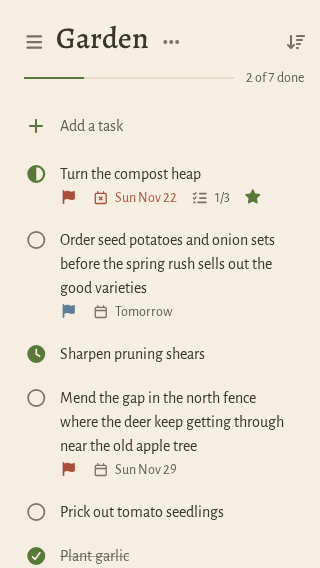 Garden
2 of 7 done
Add a task
Turn the compost heap
Sun Nov 22 1/3
Order seed potatoes and onion sets
before the spring rush sells out the
good varieties
Tomorrow
Sharpen pruning shears
Mend the gap in the north fence
where the deer keep getting through
near the old apple tree
Sun Nov 29
Prick out tomato seedlings
Plant garlic